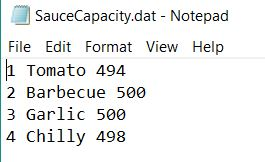 SauceCapacity.dat - Notepad
File Edit Format View Help
1 Tomato 494
2 Barbecue 500
3 Garlic 500
4 Chilly 498